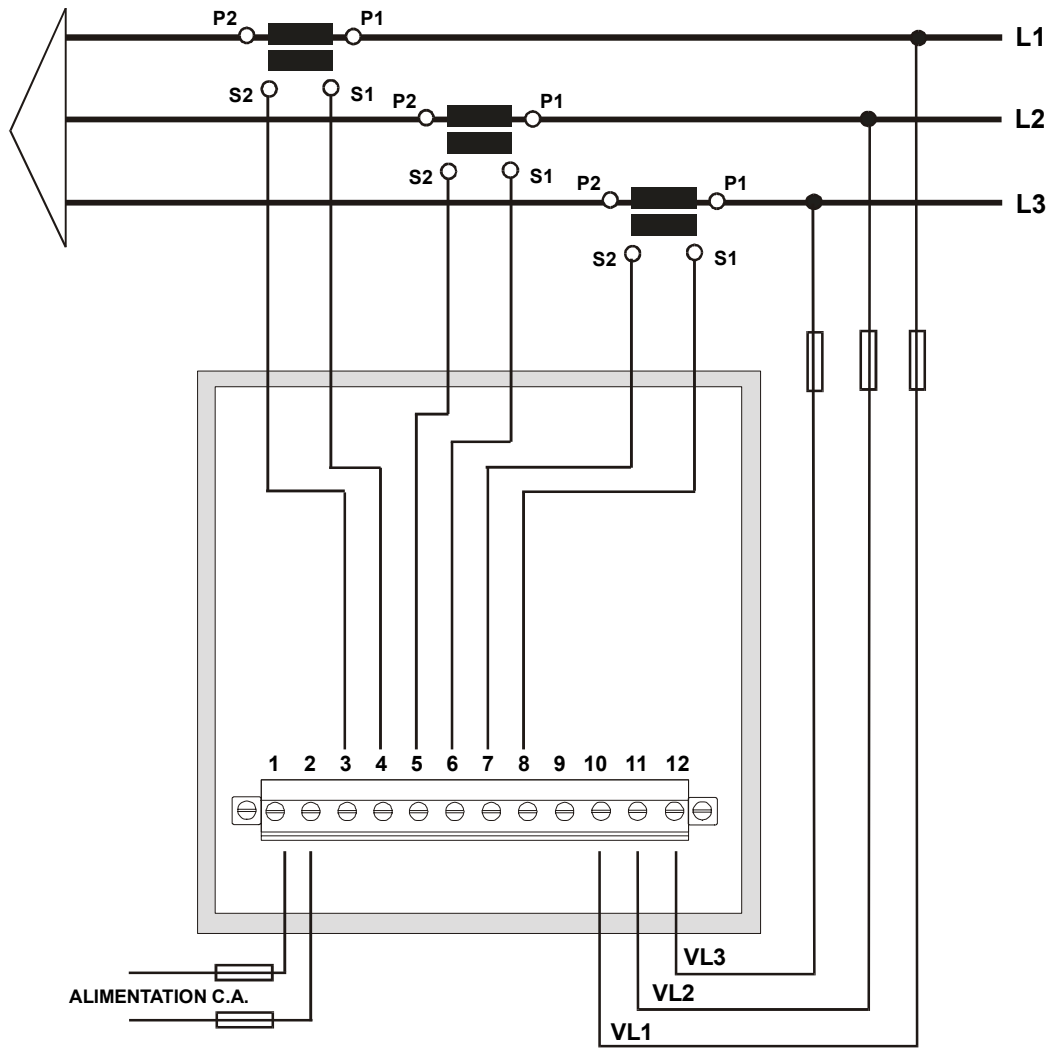 P2 P1
L1
S2 S1
P2 P1
L2
S2 S1
P2 P1
L3
S2 S1
1 2 3 4 5 6 7 8 9 10 11 12
VL3
ALIMENTATION C.A.
VL2
VL1